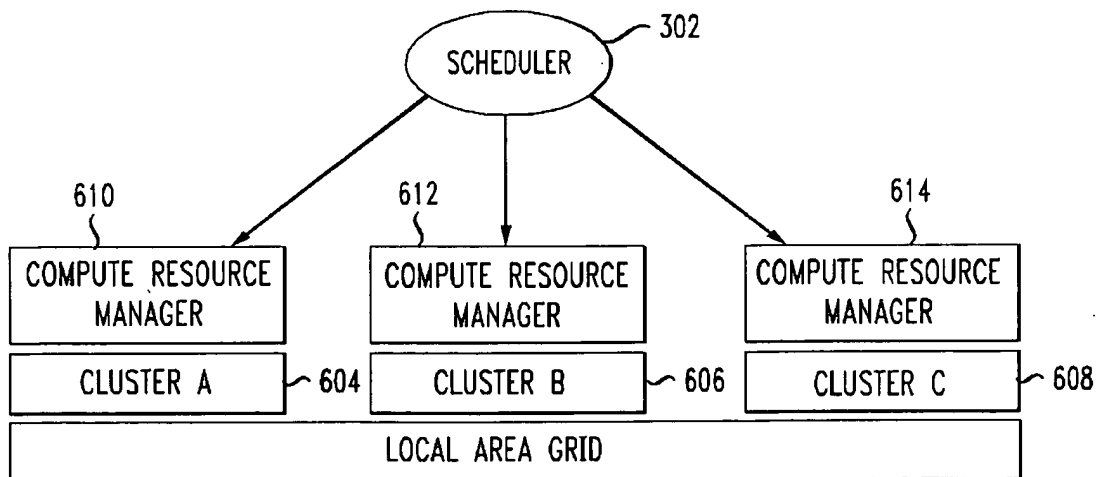 302
SCHEDULER
610
612
614
COMPUTE RESOURCE
MANAGER
COMPUTE RESOURCE
MANAGER
COMPUTE RESOURCE
MANAGER
CLUSTER A
604
CLUSTER B
606
CLUSTER C
608
LOCAL AREA GRID